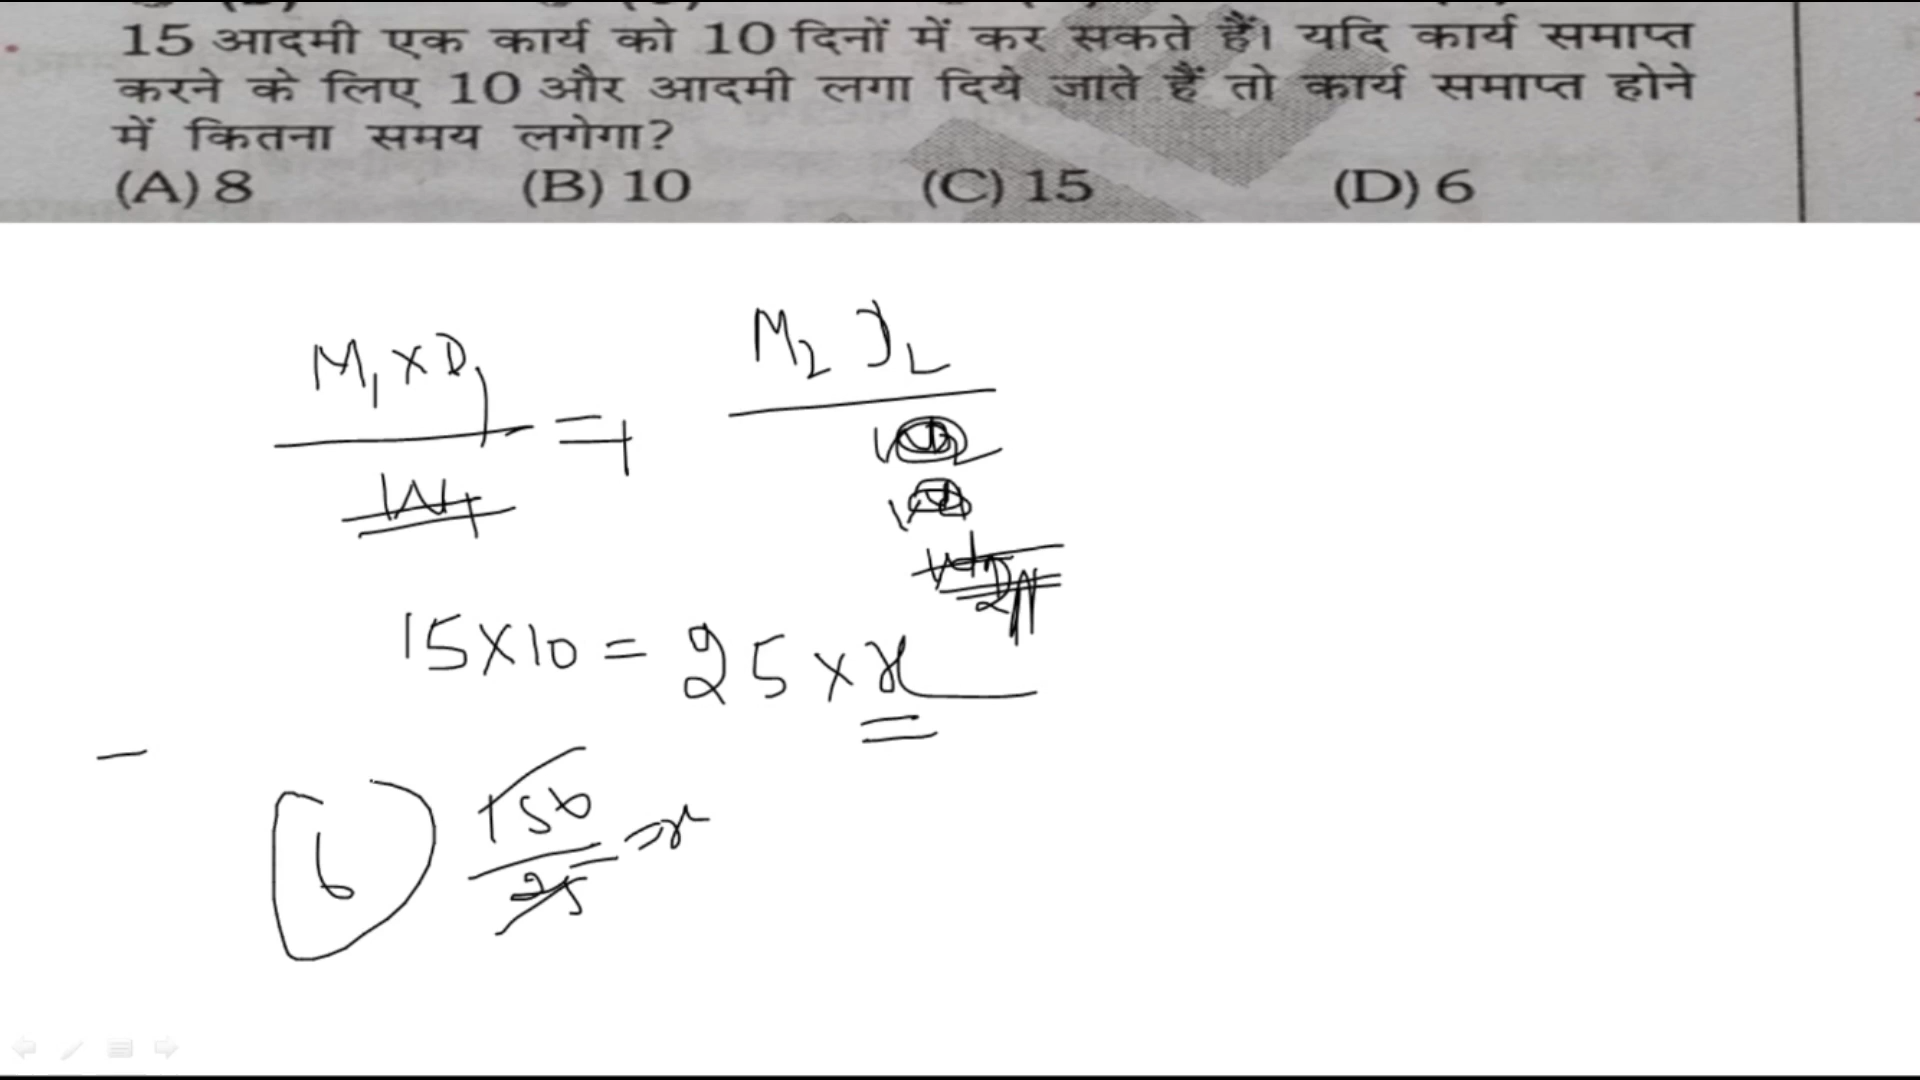 15 आदमी एक कार्य को 10 दिनों में कर सकते हैं। यदि कार्य समाप्त
करने के लिए 10 और आदमी लगा दिये जाते हैं तो कार्य समाप्त होने
में कितना समय लगेगा?
(A) 8 (B) 10 (C) 15 (D) 6
M₁ × D₁ = M₂ D₂
W₁
15 × 10 = 25 × x
6 150 = x
25